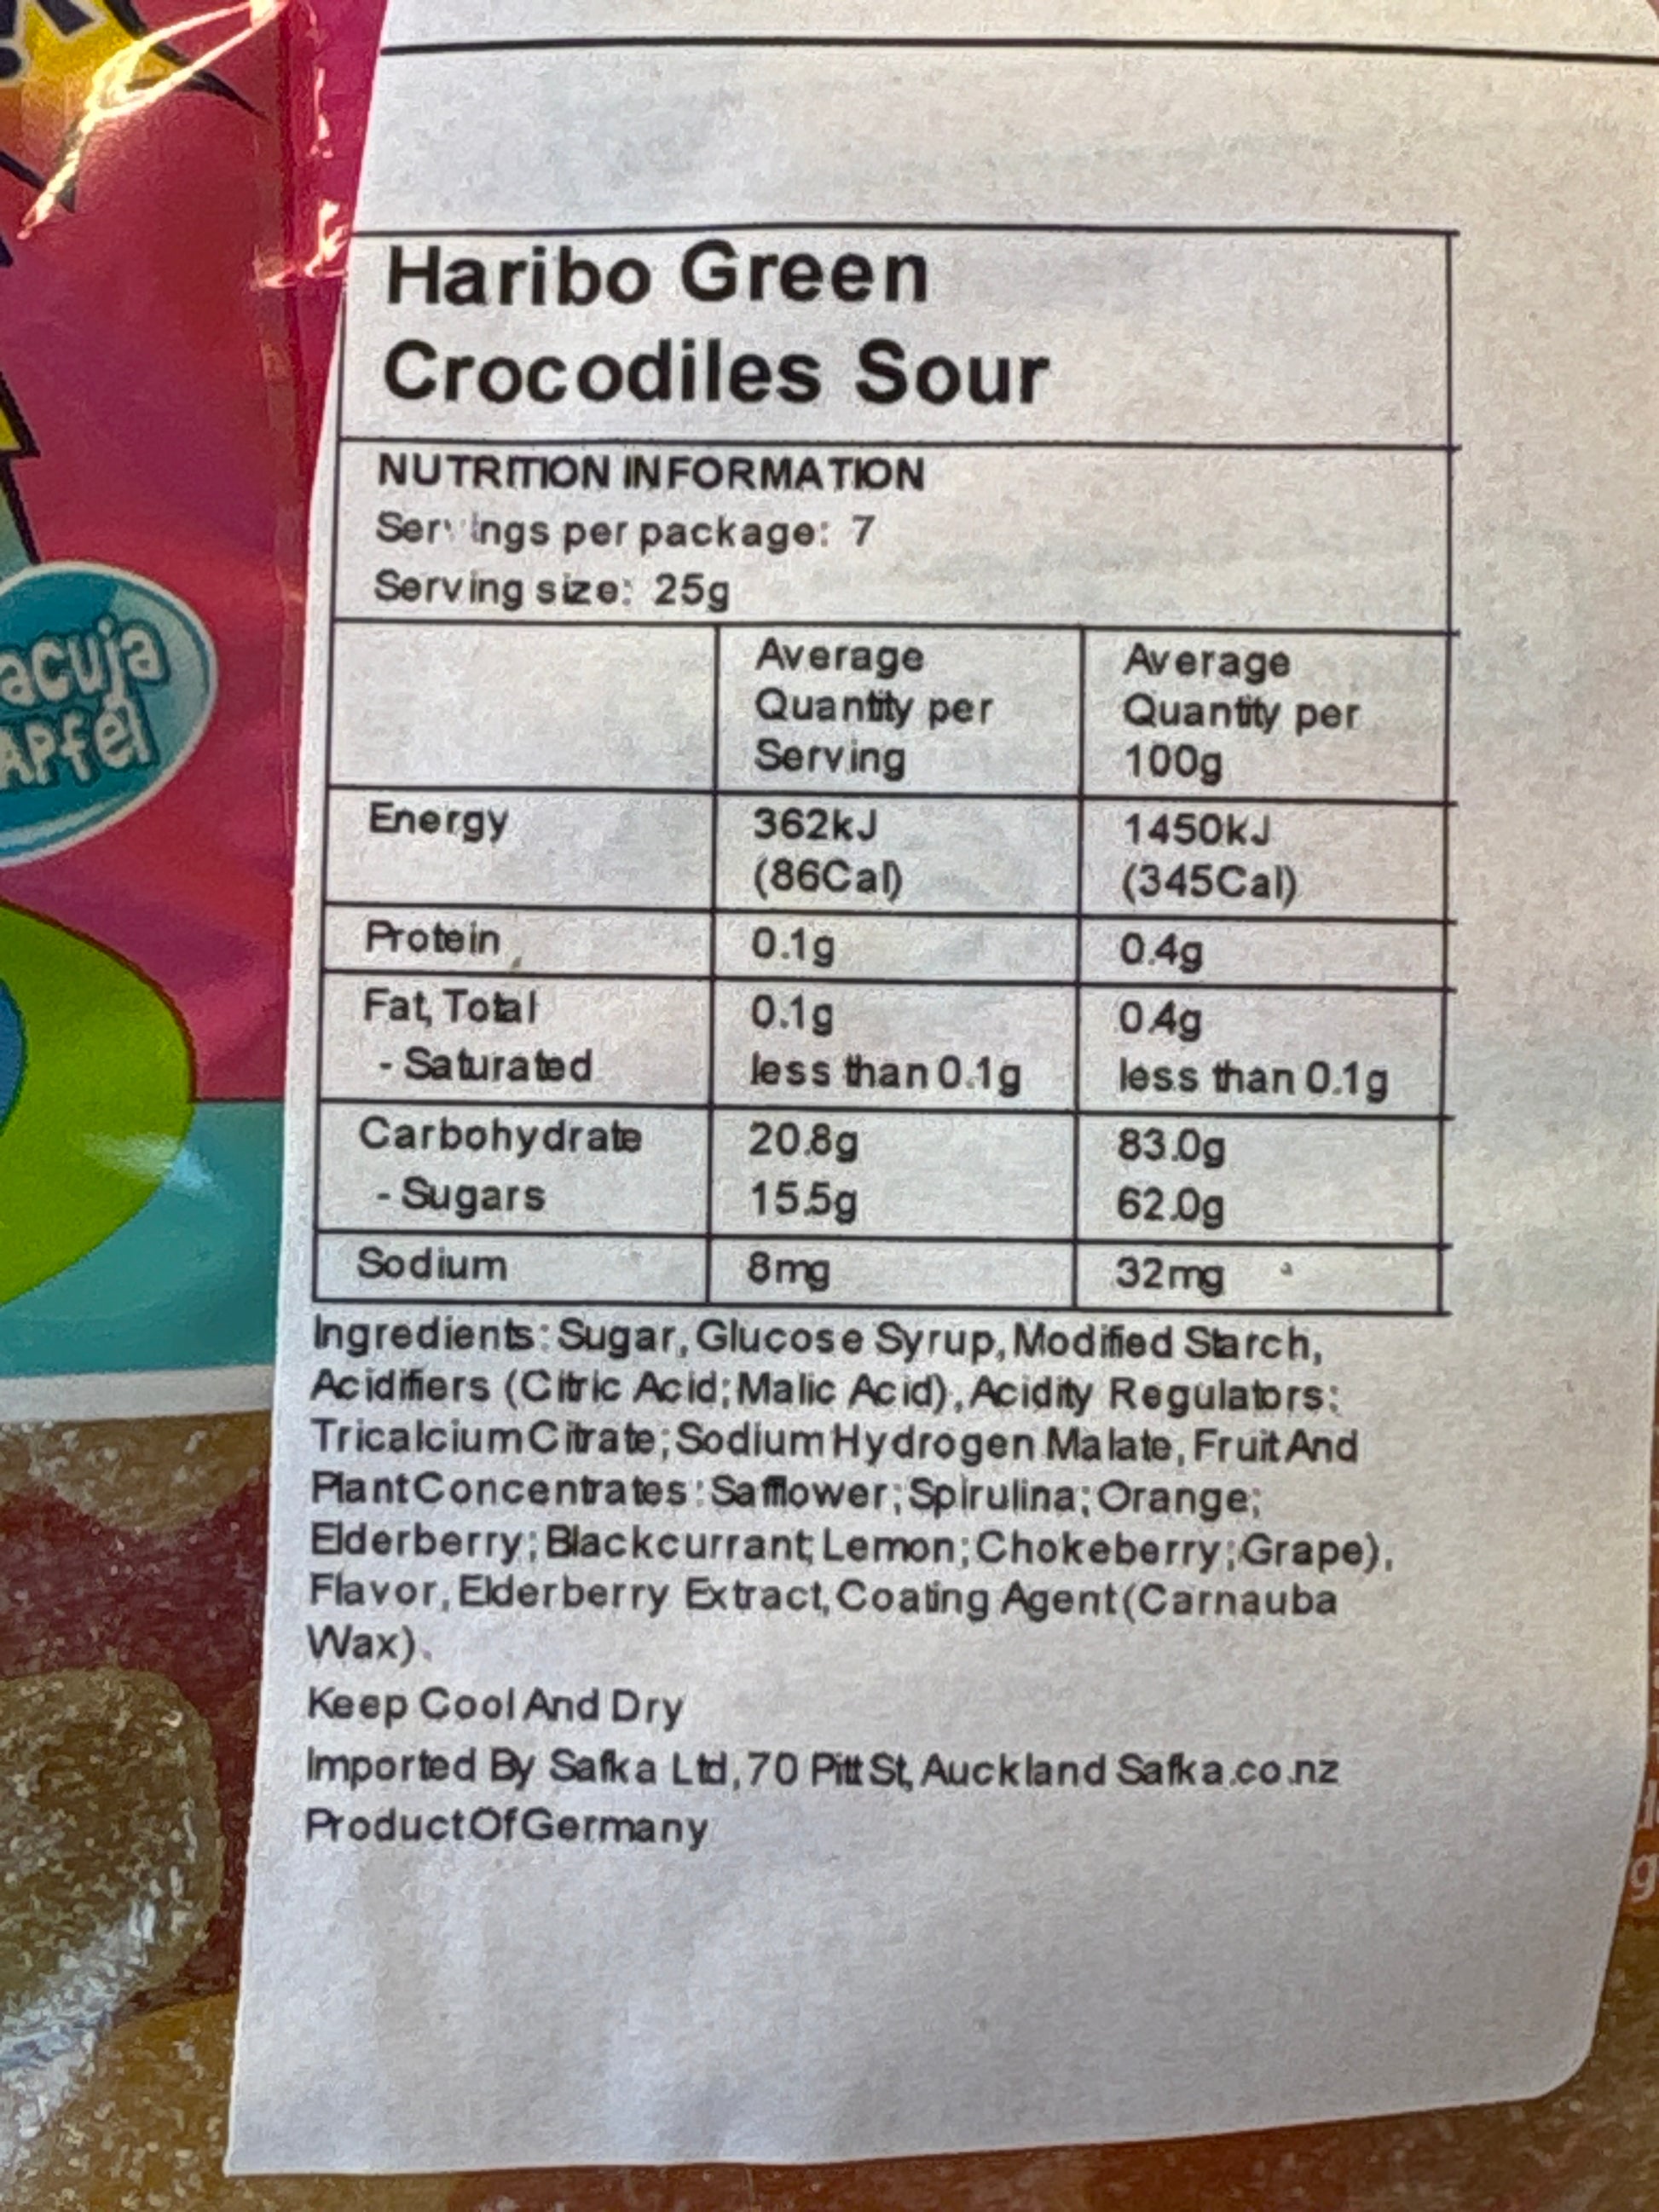 acuja
APfel
Haribo Green
Crocodiles Sour
NUTRITION INFORMATION
Servings per package: 7
Serving size: 25g
Average Quantity per Serving
Average Quantity per 100g
Energy 362kJ (86Cal) 1450kJ (345Cal)
Protein 0.1g 0.4g
Fat, Total 0.1g 0.4g
- Saturated less than 0.1g less than 0.1g
Carbohydrate 20.8g 83.0g
- Sugars 15.5g 62.0g
Sodium 8mg 32mg
Ingredients: Sugar, Glucose Syrup, Modified Starch,
Acidifiers (Citric Acid; Malic Acid), Acidity Regulators:
Tricalcium Citrate; Sodium Hydrogen Malate, Fruit And
Plant Concentrates: Safflower; Spirulina; Orange;
Elderberry; Blackcurrant; Lemon; Chokeberry; Grape),
Flavor, Elderberry Extract, Coating Agent (Carnauba
Wax).
Keep Cool And Dry
Imported By Safka Ltd, 70 Pitt St, Auckland Safka.co.nz
Product Of Germany